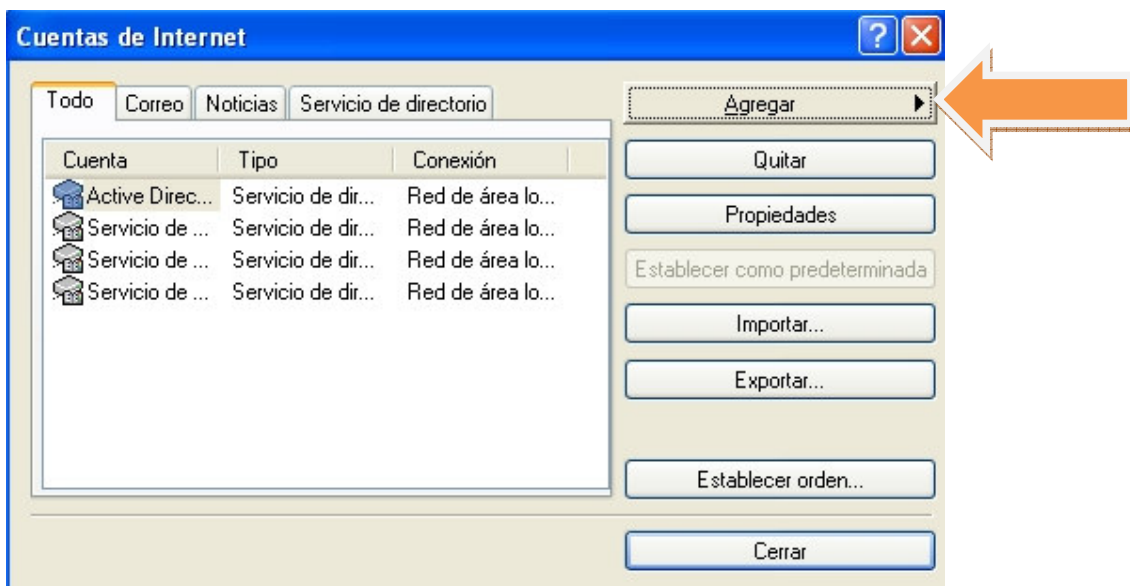 Cuentas de Internet
Todo Correo Noticias Servicio de directorio
Agregar
Cuenta Tipo Conexión
Quitar
Active Direc... Servicio de dir... Red de área lo...
Servicio de ... Servicio de dir... Red de área lo...
Servicio de ... Servicio de dir... Red de área lo...
Servicio de ... Servicio de dir... Red de área lo...
Propiedades
Establecer como predeterminada
Importar...
Exportar...
Establecer orden...
Cerrar